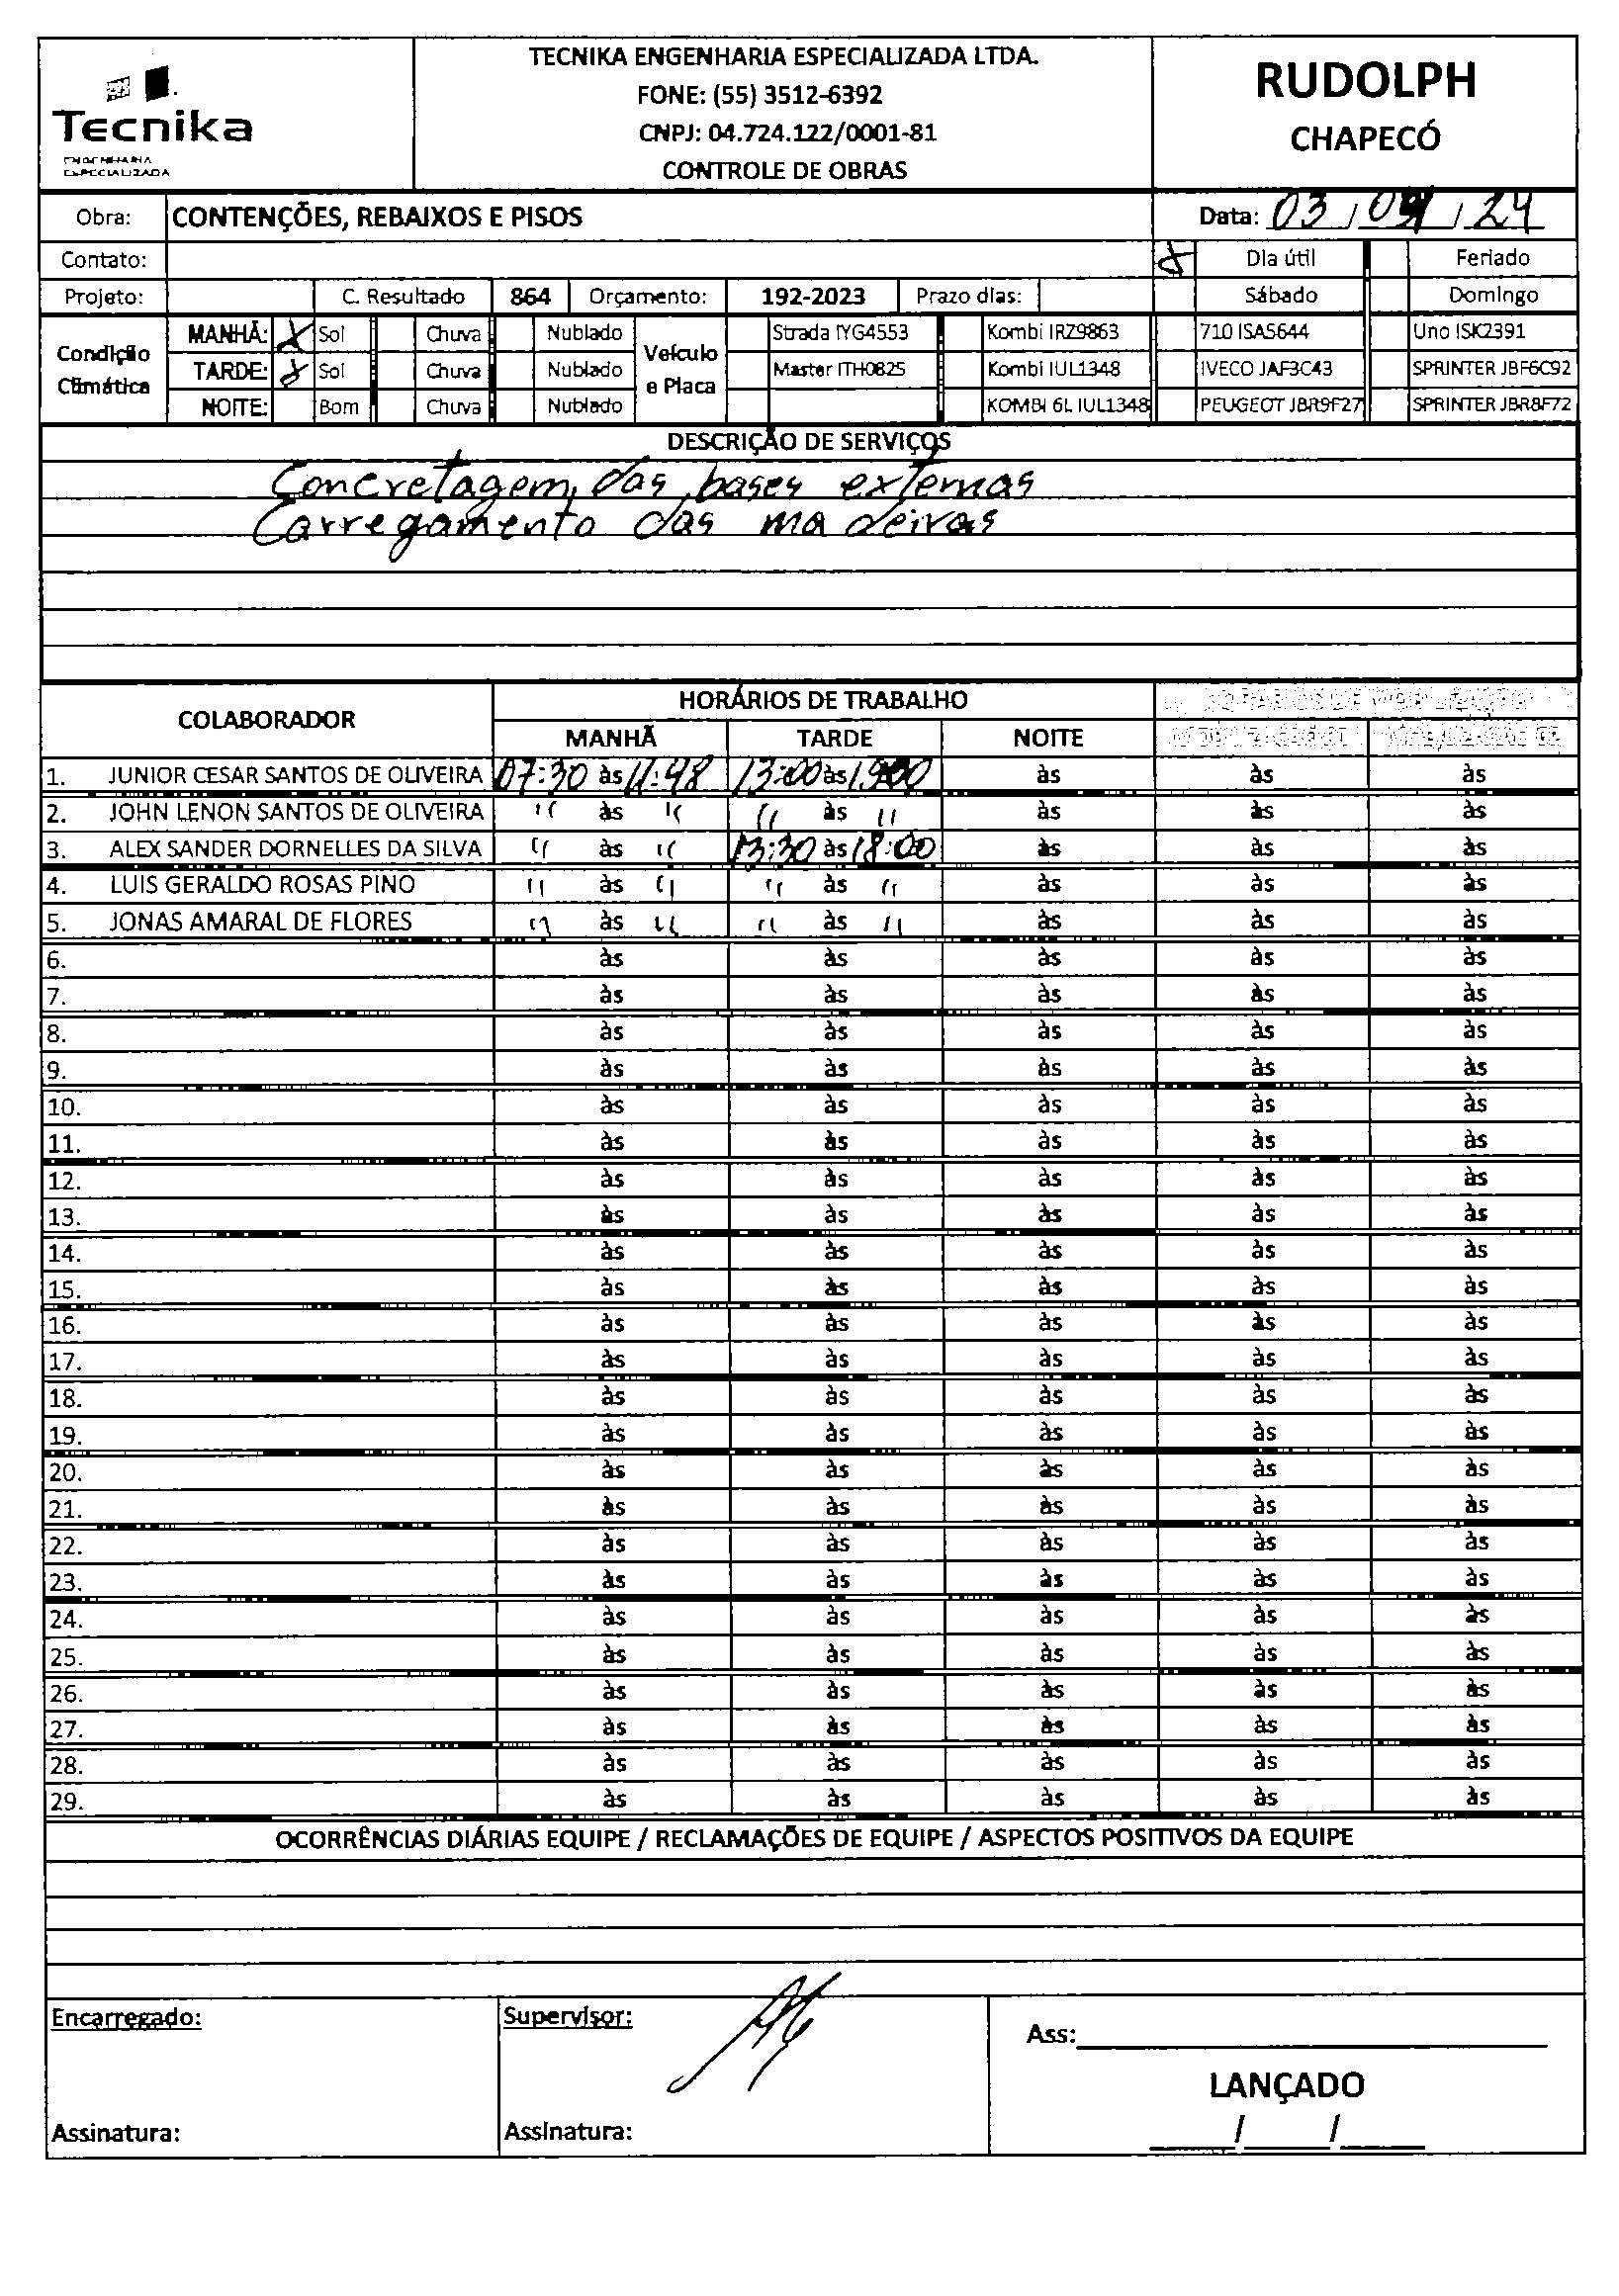 Tecnika
ENGENHARIA
ESPECIALIZADA
TECNIKA ENGENHARIA ESPECIALIZADA LTDA.
FONE: (55) 3512-6392
CNPJ: 04.724.122/0001-81
CONTROLE DE OBRAS
RUDOLPH
CHAPECÓ
Obra: CONTENÇÕES, REBAIXOS E PISOS
Data: 03 / 04 / 24
Contato:
Dia útil Feriado
Projeto: C. Resultado 864 Orçamento: 192-2023 Prazo dias: Sábado Domingo
Condição Climática
MANHÃ: Sol Chuva Nublado
TARDE: Sol Chuva Nublado
NOITE: Bom Chuva Nublado
Veículo e Placa
Strada IYG4553 Kombi IRZ9863 710 ISA5644 Uno ISK2391
Master ITH0825 Kombi IUL1348 IVECO JAF3C43 SPRINTER JBF6C92
KOMBI 6L IUL1348 PEUGEOT JBR9F27 SPRINTER JBR8F72
DESCRIÇÃO DE SERVIÇOS
Concretagem das bases externas
Carregamento das madeiras
COLABORADOR HORÁRIOS DE TRABALHO
MANHÃ TARDE NOITE
1. JUNIOR CESAR SANTOS DE OLIVEIRA 07:30 às 11:48 13:00 às 19:00 às às às
2. JOHN LENON SANTOS DE OLIVEIRA " às " " às " às às às
3. ALEX SANDER DORNELLES DA SILVA " às " 13:30 às 18:00 às às às
4. LUIS GERALDO ROSAS PINO " às " " às " às às às
5. JONAS AMARAL DE FLORES " às " " às " às às às
6. às às às às às
7. às às às às às
8. às às às às às
9. às às às às às
10. às às às às às
11. às às às às às
12. às às às às às
13. às às às às às
14. às às às às às
15. às às às às às
16. às às às às às
17. às às às às às
18. às às às às às
19. às às às às às
20. às às às às às
21. às às às às às
22. às às às às às
23. às às às às às
24. às às às às às
25. às às às às às
26. às às às às às
27. às às às às às
28. às às às às às
29. às às às às às
OCORRÊNCIAS DIÁRIAS EQUIPE / RECLAMAÇÕES DE EQUIPE / ASPECTOS POSITIVOS DA EQUIPE
Encarregado: Supervisor:
Ass:
LANÇADO
Assinatura: Assinatura: / /